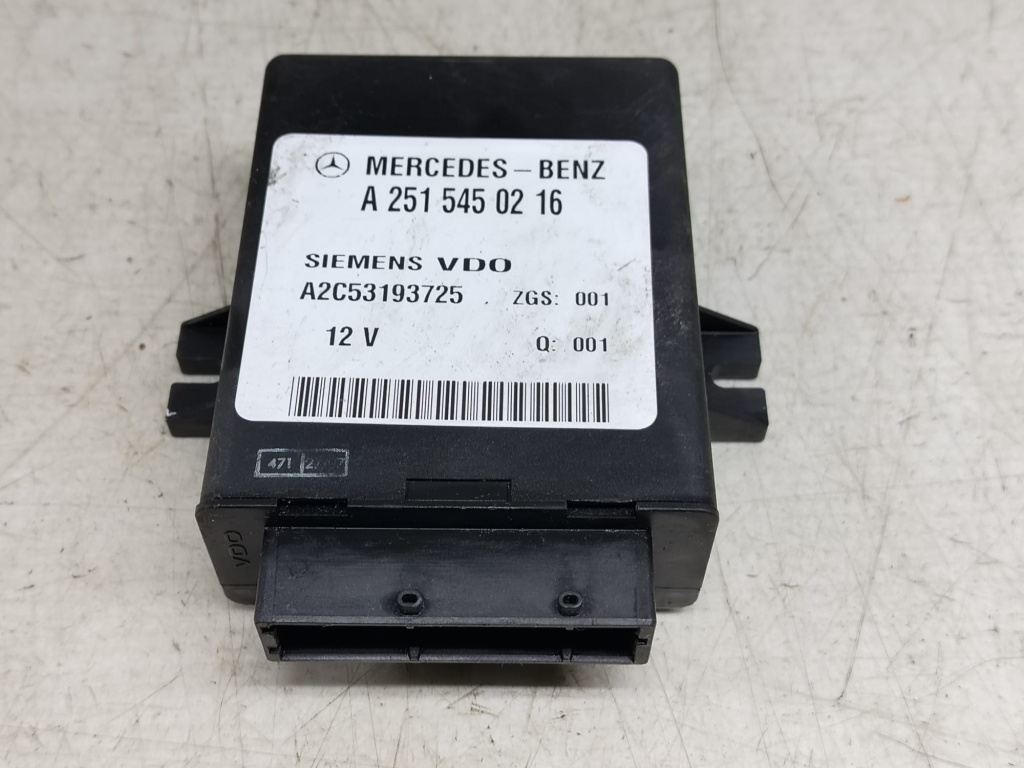 MERCEDES-BENZ
A 251 545 02 16
SIEMENS VDO
A2C53193725 ZGS: 001
12 V Q: 001
471
VDO